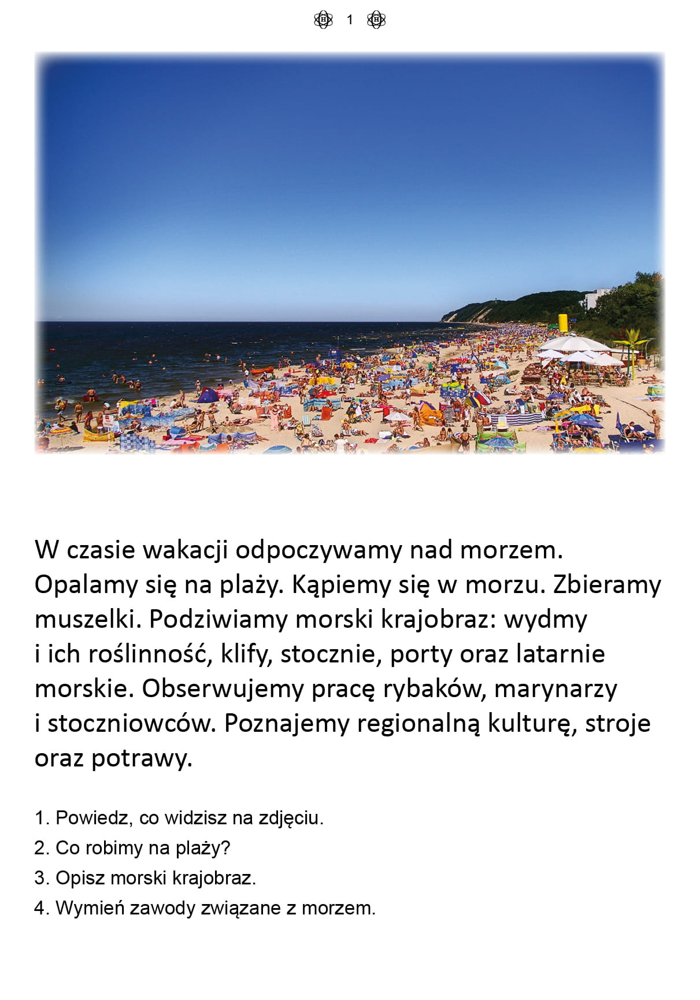 1
W czasie wakacji odpoczywamy nad morzem.
Opalamy się na plaży. Kąpiemy się w morzu. Zbieramy
muszelki. Podziwiamy morski krajobraz: wydmy
i ich roślinność, klify, stocznie, porty oraz latarnie
morskie. Obserwujemy pracę rybaków, marynarzy
i stoczniowców. Poznajemy regionalną kulturę, stroje
oraz potrawy.
1. Powiedz, co widzisz na zdjęciu.
2. Co robimy na plaży?
3. Opisz morski krajobraz.
4. Wymień zawody związane z morzem.